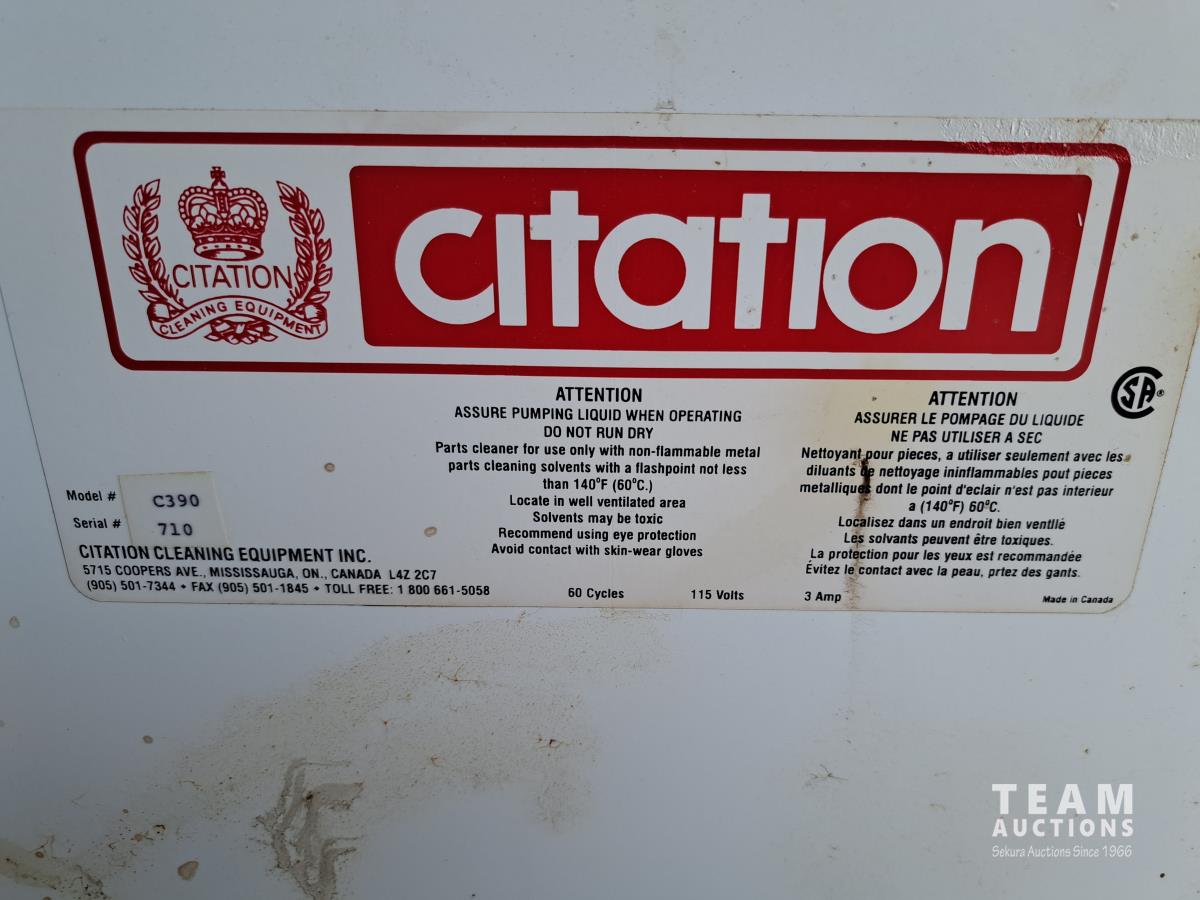 CITATION
CLEANING EQUIPMENT
citation
ATTENTION
ASSURE PUMPING LIQUID WHEN OPERATING
DO NOT RUN DRY
Parts cleaner for use only with non-flammable metal
parts cleaning solvents with a flashpoint not less
than 140°F (60°C.)
Locate in well ventilated area
Solvents may be toxic
Recommend using eye protection
Avoid contact with skin-wear gloves
ATTENTION
ASSURER LE POMPAGE DU LIQUIDE
NE PAS UTILISER A SEC
Nettoyant pour pieces, a utiliser seulement avec les
diluants de nettoyage ininflammables pout pieces
metalliques dont le point d'eclair n'est pas interieur
a (140°F) 60°C.
Localisez dans un endroit bien ventllé
Les solvants peuvent être toxiques.
La protection pour les yeux est recommandée
Évitez le contact avec la peau, prtez des gants.
SA ®
Model # C390
Serial # 710
CITATION CLEANING EQUIPMENT INC.
5715 COOPERS AVE., MISSISSAUGA, ON., CANADA L4Z 2C7
(905) 501-7344 • FAX (905) 501-1845 • TOLL FREE: 1 800 661-5058
60 Cycles 115 Volts 3 Amp
Made in Canada
TEAM
AUCTIONS
Sekura Auctions Since 1966